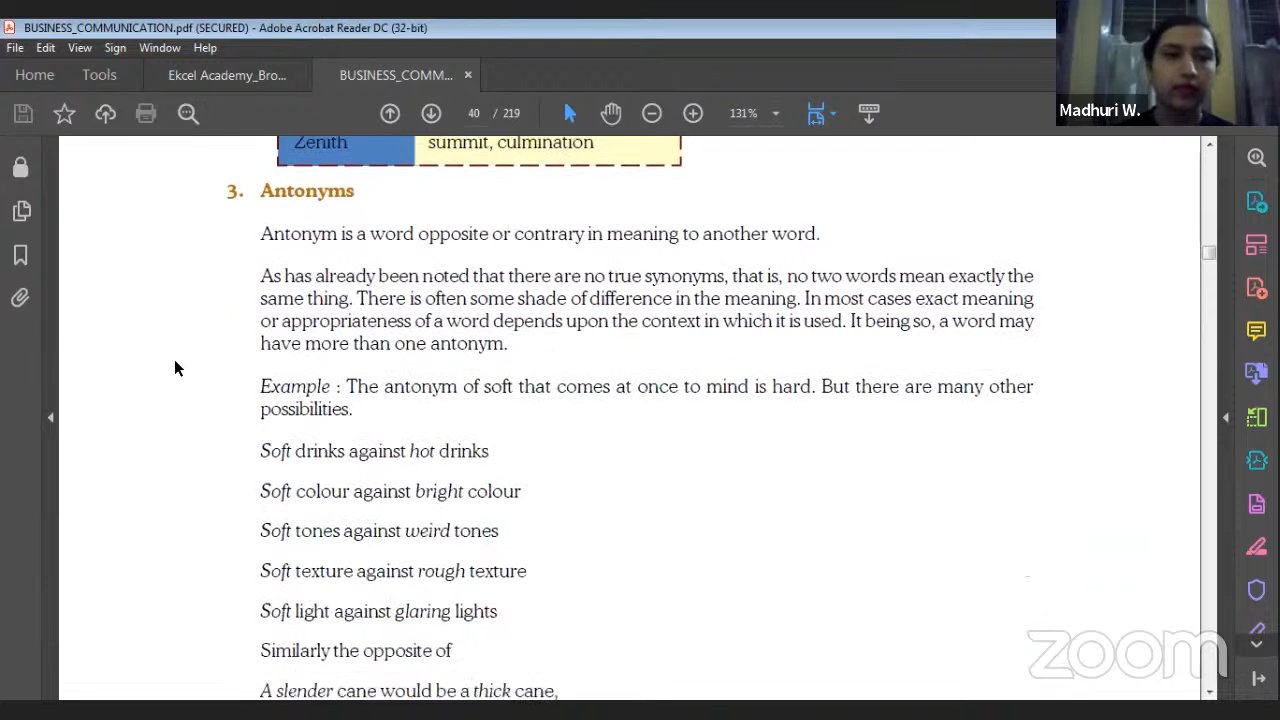 BUSINESS_COMMUNICATION.pdf (SECURED) - Adobe Acrobat Reader DC (32-bit)
File Edit View Sign Window Help
Home Tools Ekcel Academy_Bro... BUSINESS_COMM... ×
40 / 219 131%
Madhuri W.
Zenith summit, culmination
3. Antonyms
Antonym is a word opposite or contrary in meaning to another word.
As has already been noted that there are no true synonyms, that is, no two words mean exactly the
same thing. There is often some shade of difference in the meaning. In most cases exact meaning
or appropriateness of a word depends upon the context in which it is used. It being so, a word may
have more than one antonym.
Example : The antonym of soft that comes at once to mind is hard. But there are many other
possibilities.
Soft drinks against hot drinks
Soft colour against bright colour
Soft tones against weird tones
Soft texture against rough texture
Soft light against glaring lights
Similarly the opposite of
A slender cane would be a thick cane,
zoom